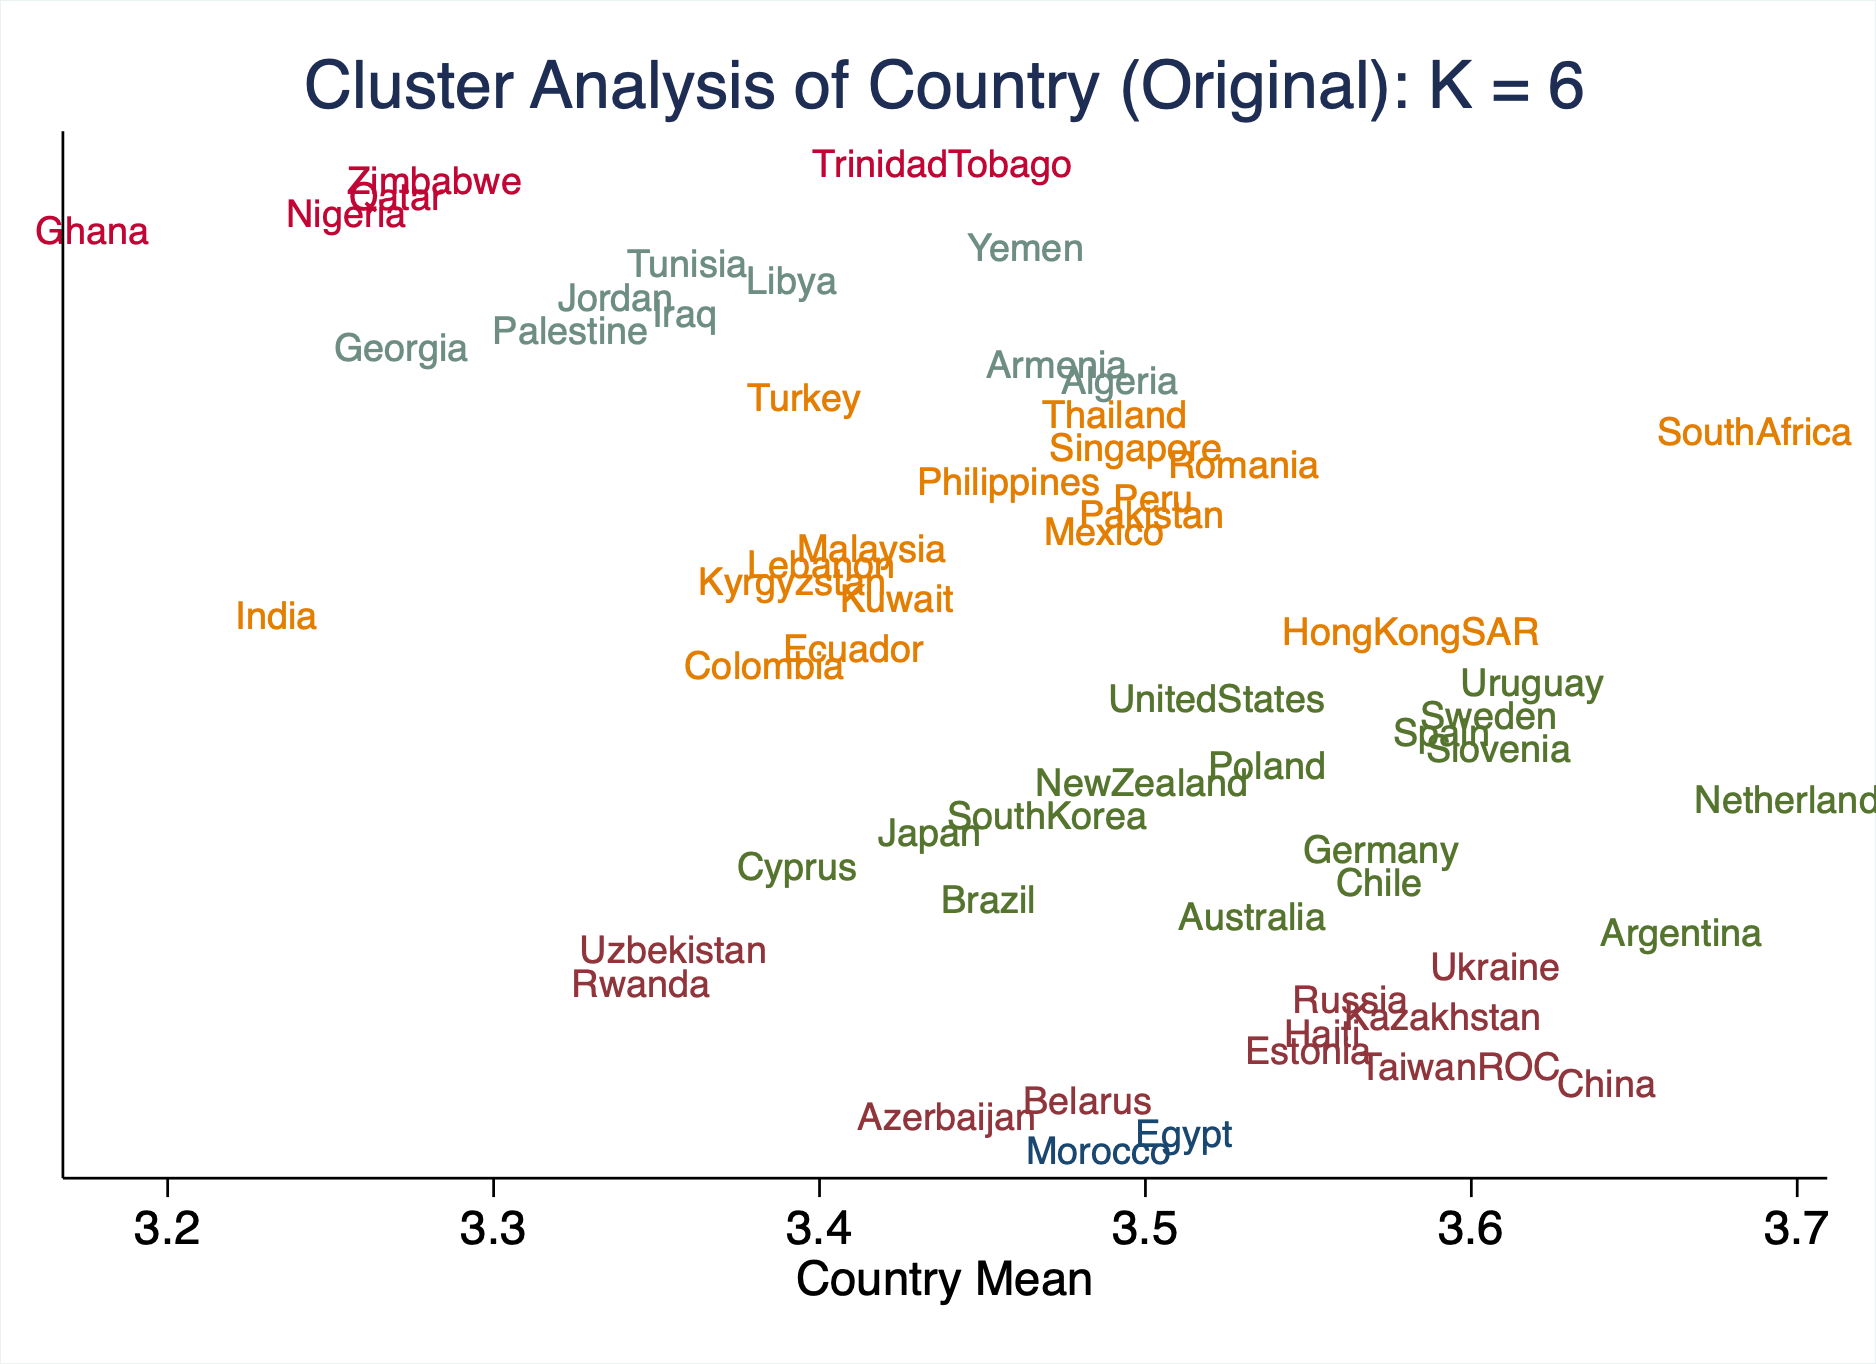 Cluster Analysis of Country (Original): K = 6
TrinidadTobago
Zimbabwe
Qatar
Nigeria
Ghana
Yemen
Tunisia
Libya
Jordan
Iraq
Palestine
Georgia
Armenia
Algeria
Turkey
Thailand
SouthAfrica
Singapore
Romania
Philippines
Peru
Pakistan
Mexico
Malaysia
Lebanon
Kyrgyzstan
Kuwait
India
HongKongSAR
Ecuador
Colombia
Uruguay
UnitedStates
Sweden
Spain
Slovenia
Poland
NewZealand
Netherland
SouthKorea
Japan
Germany
Cyprus
Chile
Brazil
Australia
Argentina
Uzbekistan
Ukraine
Rwanda
Russia
Kazakhstan
Haiti
Estonia
TaiwanROC
China
Belarus
Azerbaijan
Egypt
Morocco
3.2 3.3 3.4 3.5 3.6 3.7
Country Mean